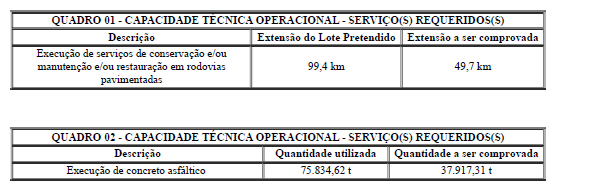 QUADRO 01 - CAPACIDADE TÉCNICA OPERACIONAL - SERVIÇO(S) REQUERIDOS(S)
Descrição Extensão do Lote Pretendido Extensão a ser comprovada
Execução de serviços de conservação e/ou
manutenção e/ou restauração em rodovias
pavimentadas
99,4 km 49,7 km
QUADRO 02 - CAPACIDADE TÉCNICA OPERACIONAL - SERVIÇO(S) REQUERIDOS(S)
Descrição Quantidade utilizada Quantidade a ser comprovada
Execução de concreto asfáltico 75.834,62 t 37.917,31 t